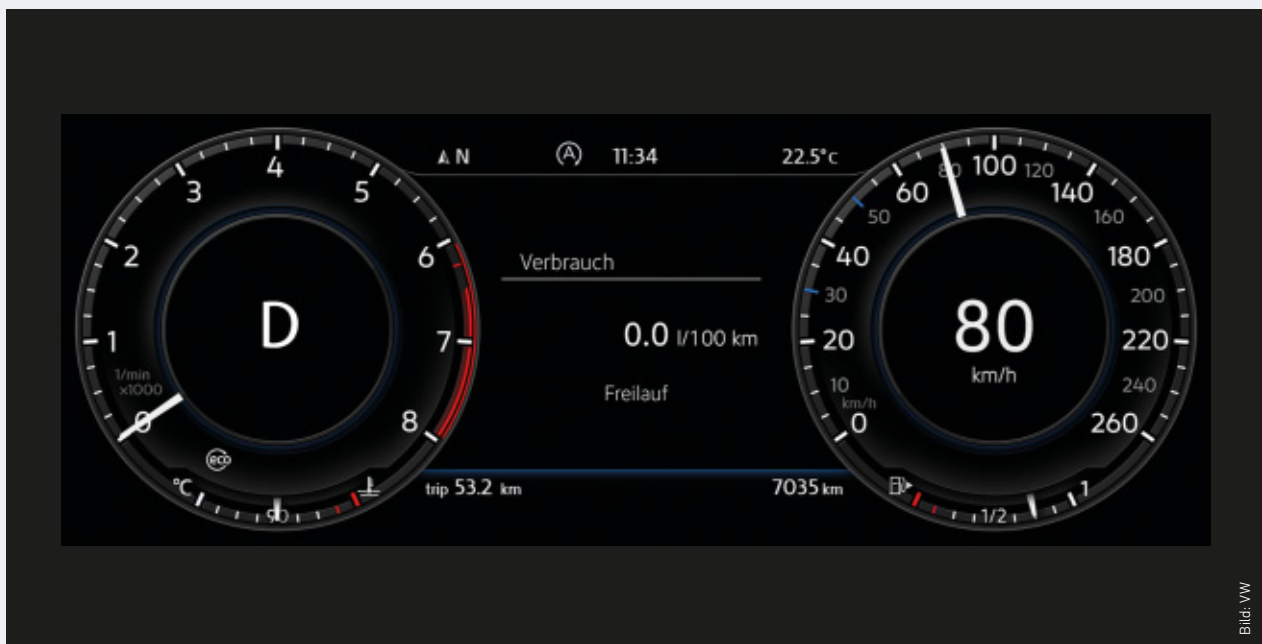 N
A
11:34
22.5°C
0
1
2
3
4
5
6
7
8
1/min
x1000
D
eco
°C
90
Verbrauch
0.0 l/100 km
Freilauf
trip 53.2 km
7035 km
0
10
20
30
40
50
60
80
100
120
140
160
180
200
220
240
260
km/h
80
km/h
1/2
1
Bild: VW